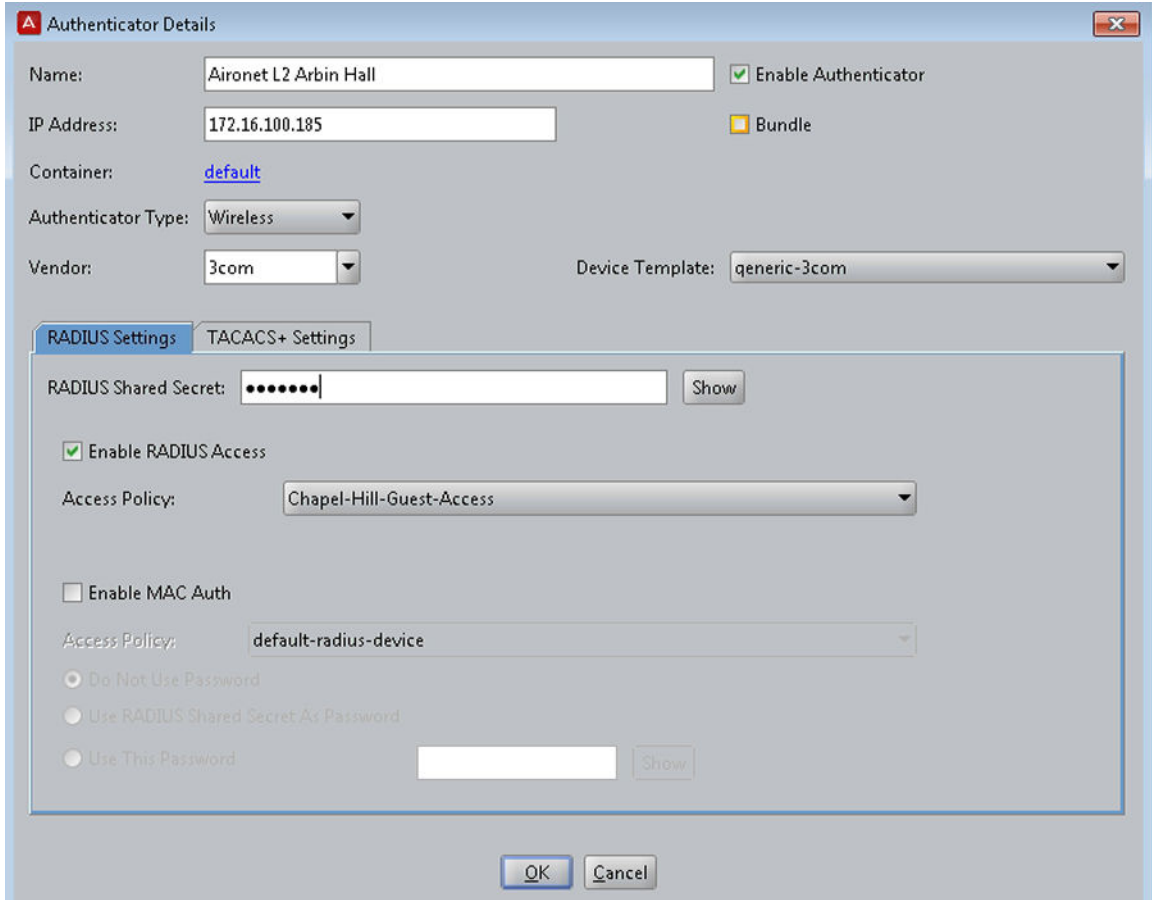 Authenticator Details
Name: Aironet L2 Arbin Hall Enable Authenticator
IP Address: 172.16.100.185 Bundle
Container: default
Authenticator Type: Wireless
Vendor: 3com Device Template: generic-3com
RADIUS Settings TACACS+ Settings
RADIUS Shared Secret: ••••••• Show
Enable RADIUS Access
Access Policy: Chapel-Hill-Guest-Access
Enable MAC Auth
Access Policy: default-radius-device
Do Not Use Password
Use RADIUS Shared Secret As Password
Use This Password Show
OK Cancel